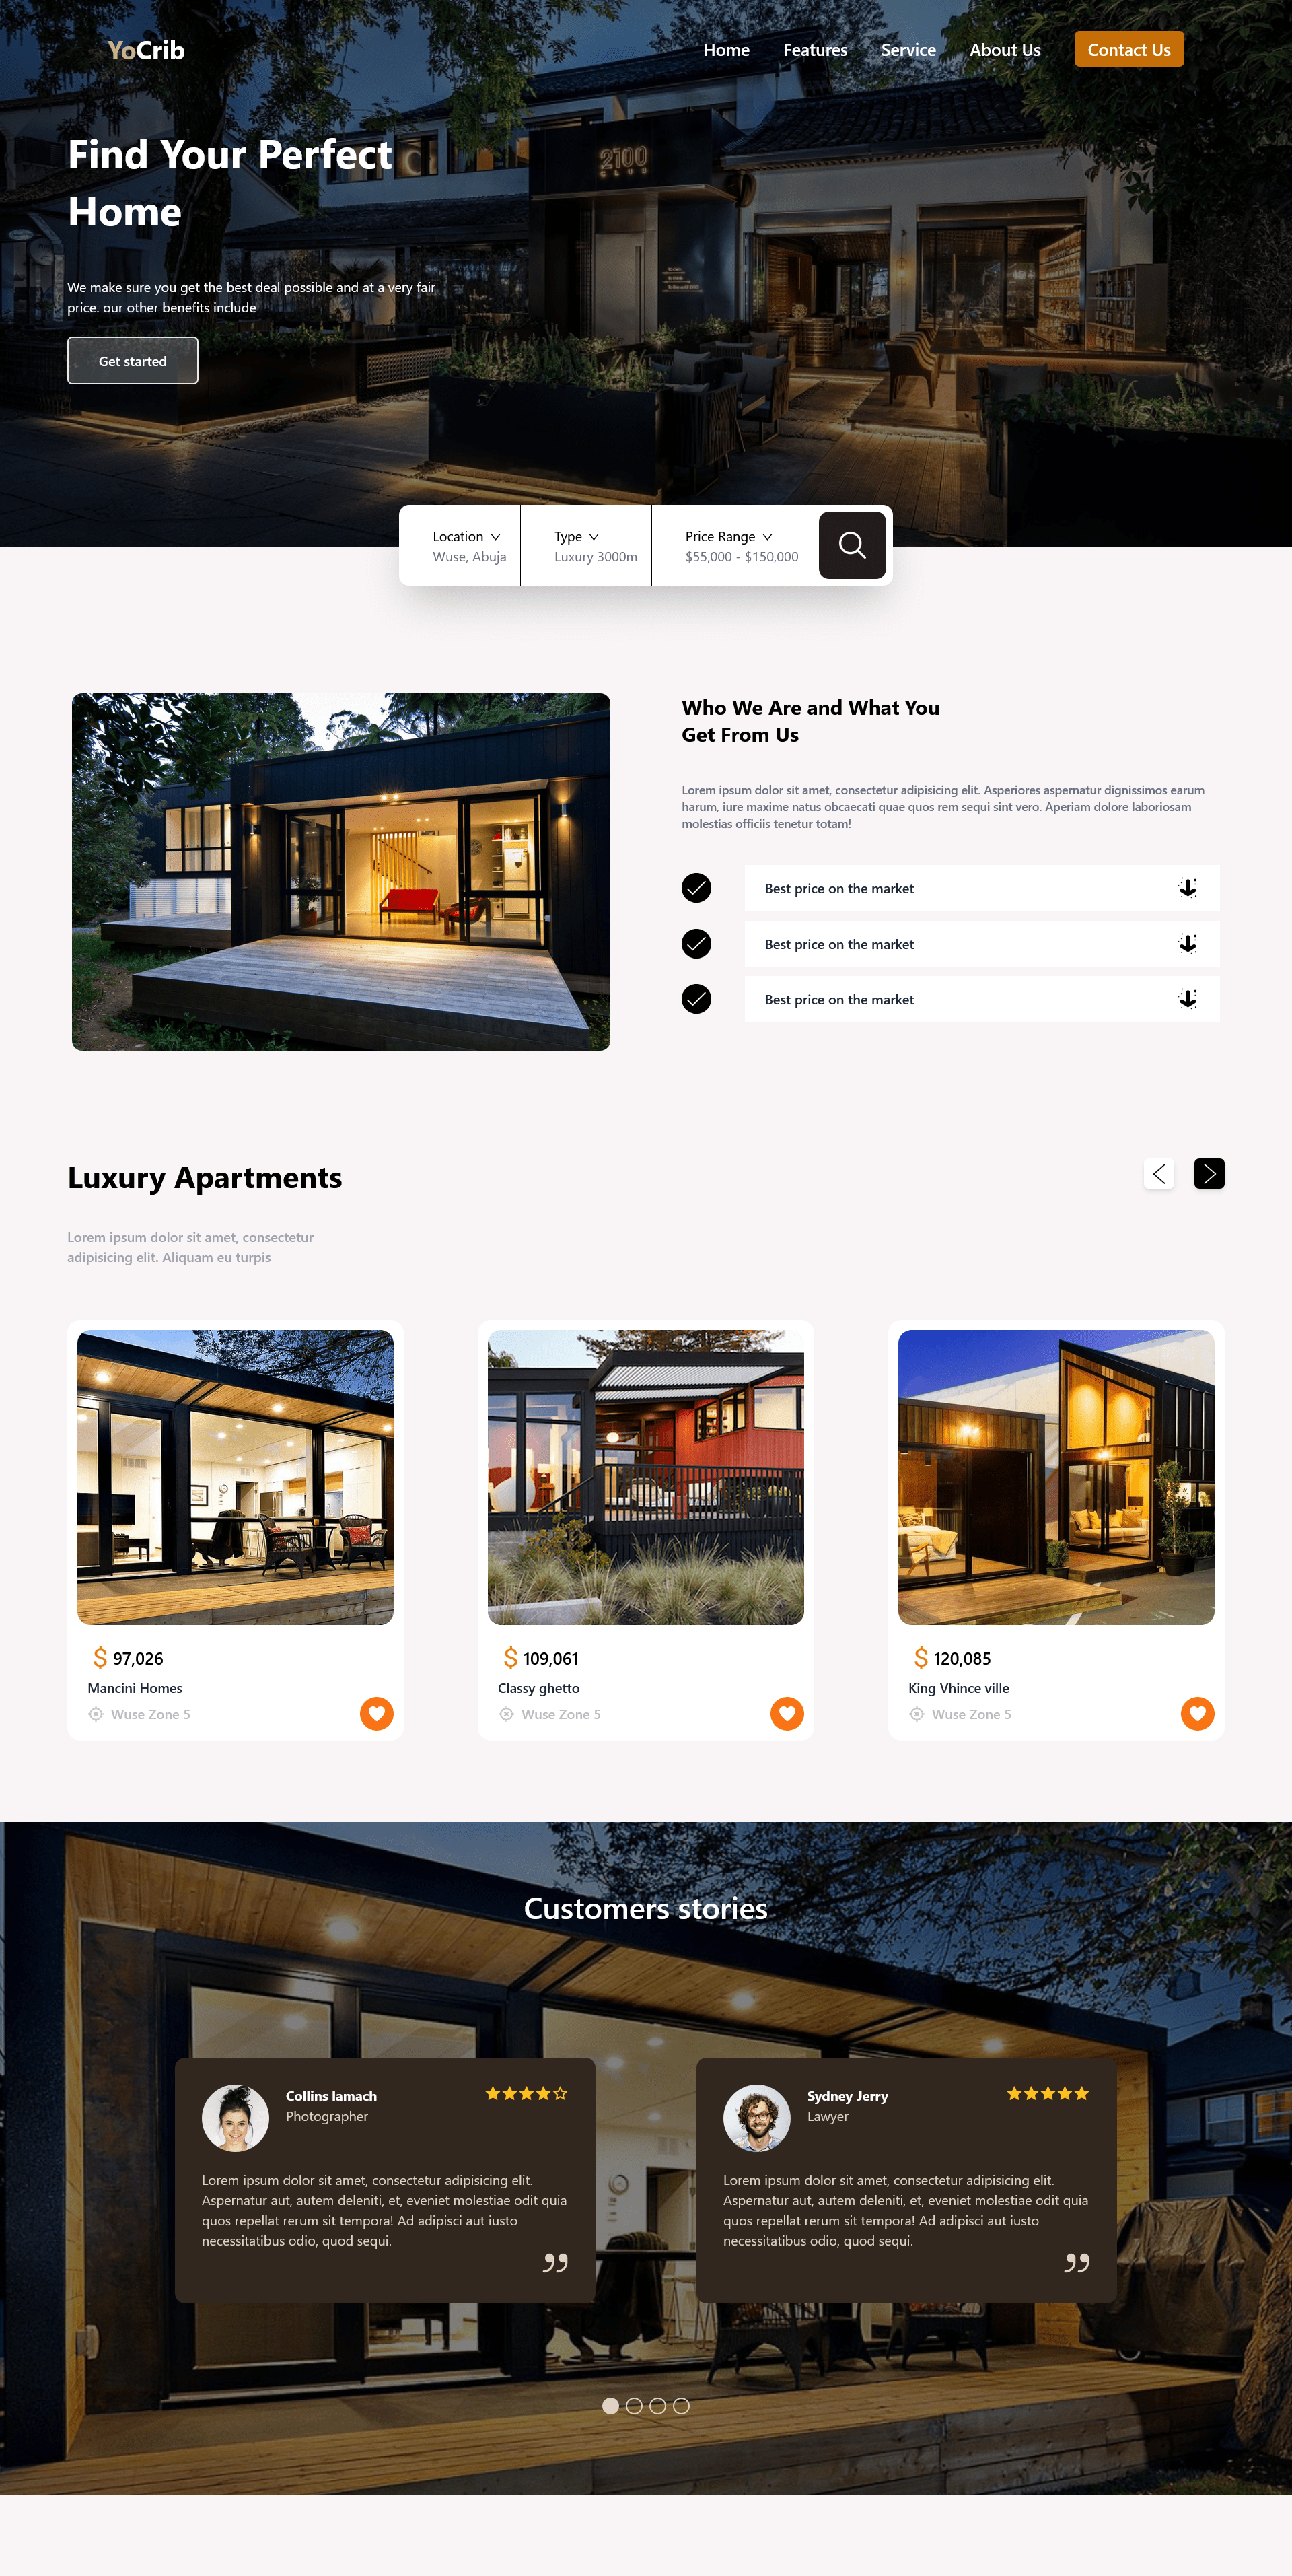 YoCrib
Home
Features
Service
About Us
Contact Us
2100
CLUB
Find Your Perfect
Home
We make sure you get the best deal possible and at a very fair
price. our other benefits include
Get started
Location
Wuse, Abuja
Type
Luxury 3000m
Price Range
$55,000 - $150,000
Who We Are and What You
Get From Us
Lorem ipsum dolor sit amet, consectetur adipisicing elit. Asperiores aspernatur dignissimos earum
harum, iure maxime natus obcaecati quae quos rem sequi sint vero. Aperiam dolore laboriosam
molestias officiis tenetur totam!
Best price on the market
Best price on the market
Best price on the market
Luxury Apartments
Lorem ipsum dolor sit amet, consectetur
adipisicing elit. Aliquam eu turpis
$ 97,026
Mancini Homes
Wuse Zone 5
$ 109,061
Classy ghetto
Wuse Zone 5
$ 120,085
King Vhince ville
Wuse Zone 5
Customers stories
Collins lamach
Photographer
Lorem ipsum dolor sit amet, consectetur adipisicing elit.
Aspernatur aut, autem deleniti, et, eveniet molestiae odit quia
quos repellat rerum sit tempora! Ad adipisci aut iusto
necessitatibus odio, quod sequi.
Sydney Jerry
Lawyer
Lorem ipsum dolor sit amet, consectetur adipisicing elit.
Aspernatur aut, autem deleniti, et, eveniet molestiae odit quia
quos repellat rerum sit tempora! Ad adipisci aut iusto
necessitatibus odio, quod sequi.